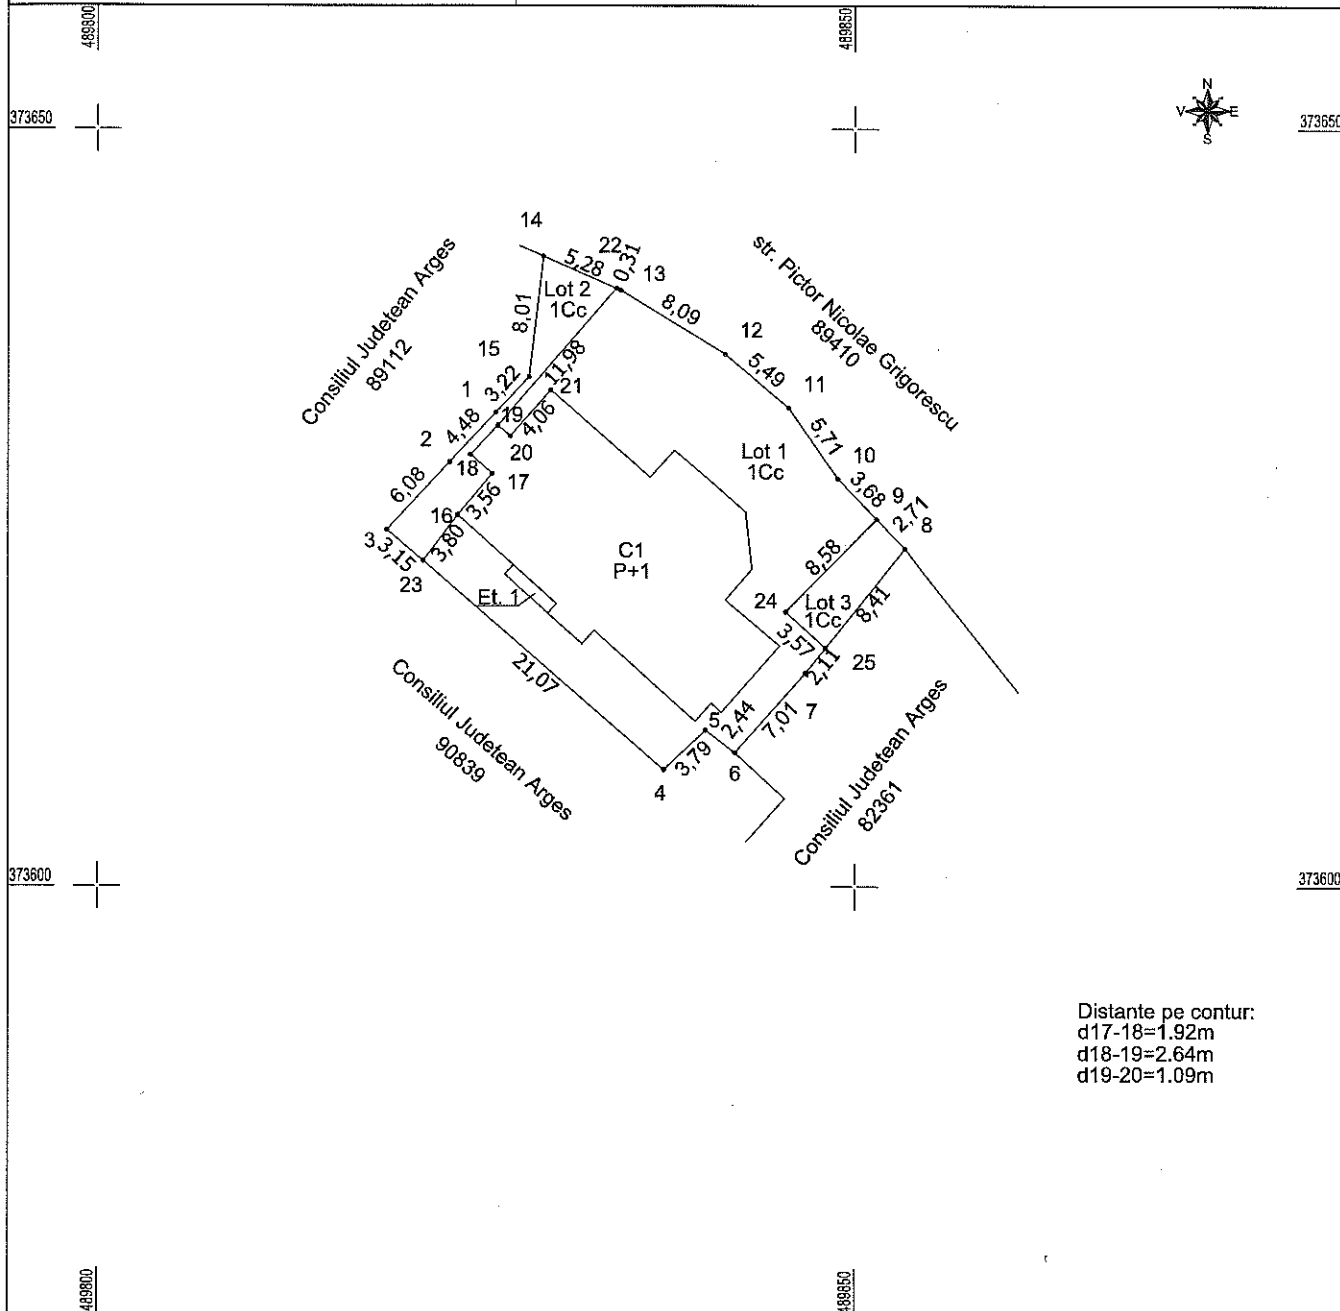 489800
489850
373650
373650
N
V
E
S
14
5,28
22
0,31
13
Consiliul Judetean Arges
89112
str. Pictor Nicolae Grigorescu
89410
Lot 2
1Cc
8,01
8,09
12
15
11,98
5,49
11
1
3,22
21
19
4,06
2
4,48
20
5,71
10
Lot 1
1Cc
18
17
3,68
9
6,08
3,56
2,71
8
16
3
3,15
3,80
23
C1
P+1
8,58
Et. 1
24
Lot 3
1Cc
8,41
3,57
25
2,11
21,07
Consiliul Judetean Arges
90839
5
2,44
7,01
7
3,79
6
4
Consiliul Judetean Arges
82361
373600
373600
Distante pe contur:
d17-18=1.92m
d18-19=2.64m
d19-20=1.09m
489800
489850